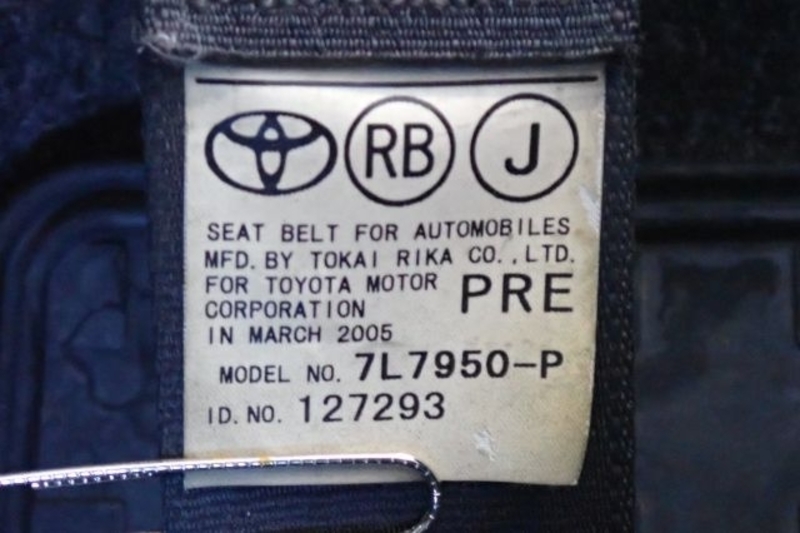 RB J
SEAT BELT FOR AUTOMOBILES
MFD. BY TOKAI RIKA CO., LTD.
FOR TOYOTA MOTOR
CORPORATION PRE
IN MARCH 2005
MODEL NO. 7L7950-P
ID. NO. 127293